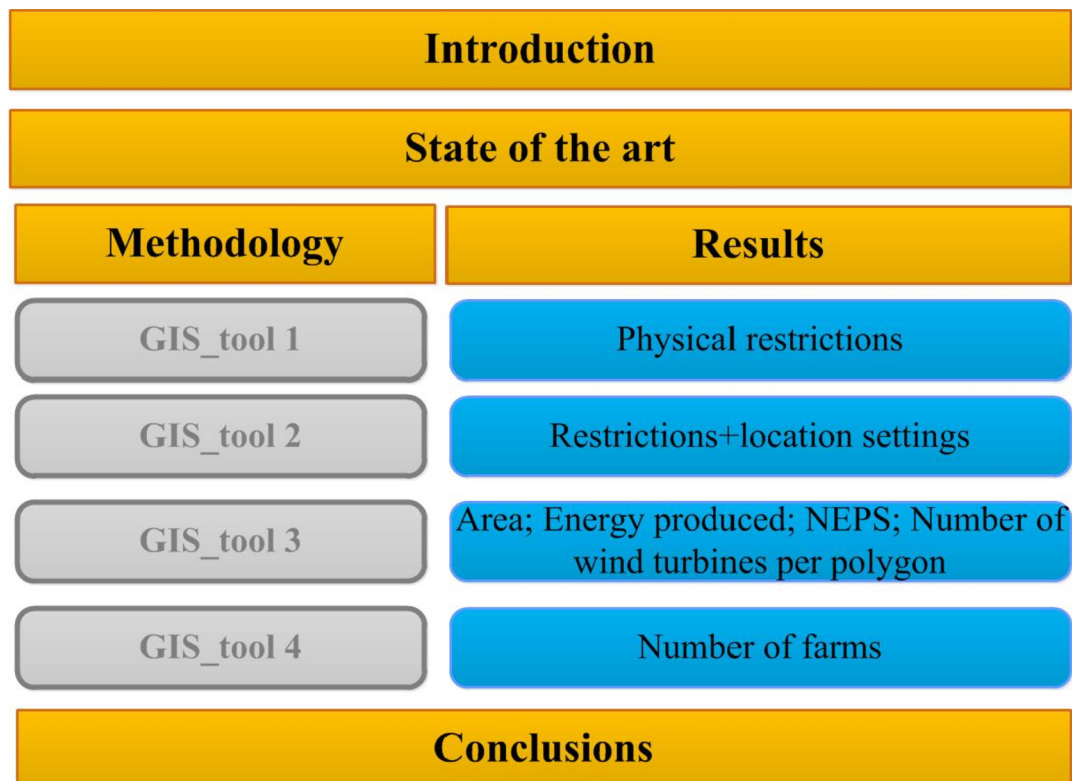 Introduction
State of the art
Methodology
Results
GIS_tool 1
Physical restrictions
GIS_tool 2
Restrictions+location settings
GIS_tool 3
Area; Energy produced; NEPS; Number of
wind turbines per polygon
GIS_tool 4
Number of farms
Conclusions